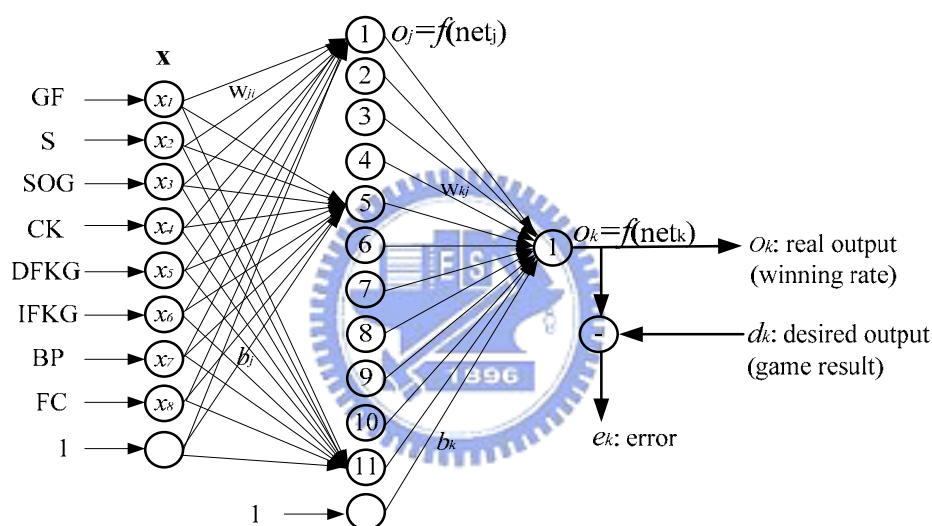 x
GF
S
SOG
CK
DFKG
IFKG
BP
FC
1
x1
x2
x3
x4
x5
x6
x7
x8
wji
bj
1
2
3
4
5
6
7
8
9
10
11
1
oj=f(netj)
wkj
bk
1
ok=f(netk)
ok: real output
(winning rate)
-
dk: desired output
(game result)
ek: error
ES
1896